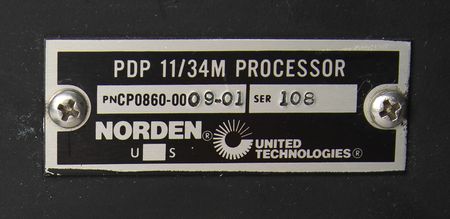 PDP 11/34M PROCESSOR
PN CP0860-0009-01 SER 108
NORDEN® UNITED TECHNOLOGIES®
U S